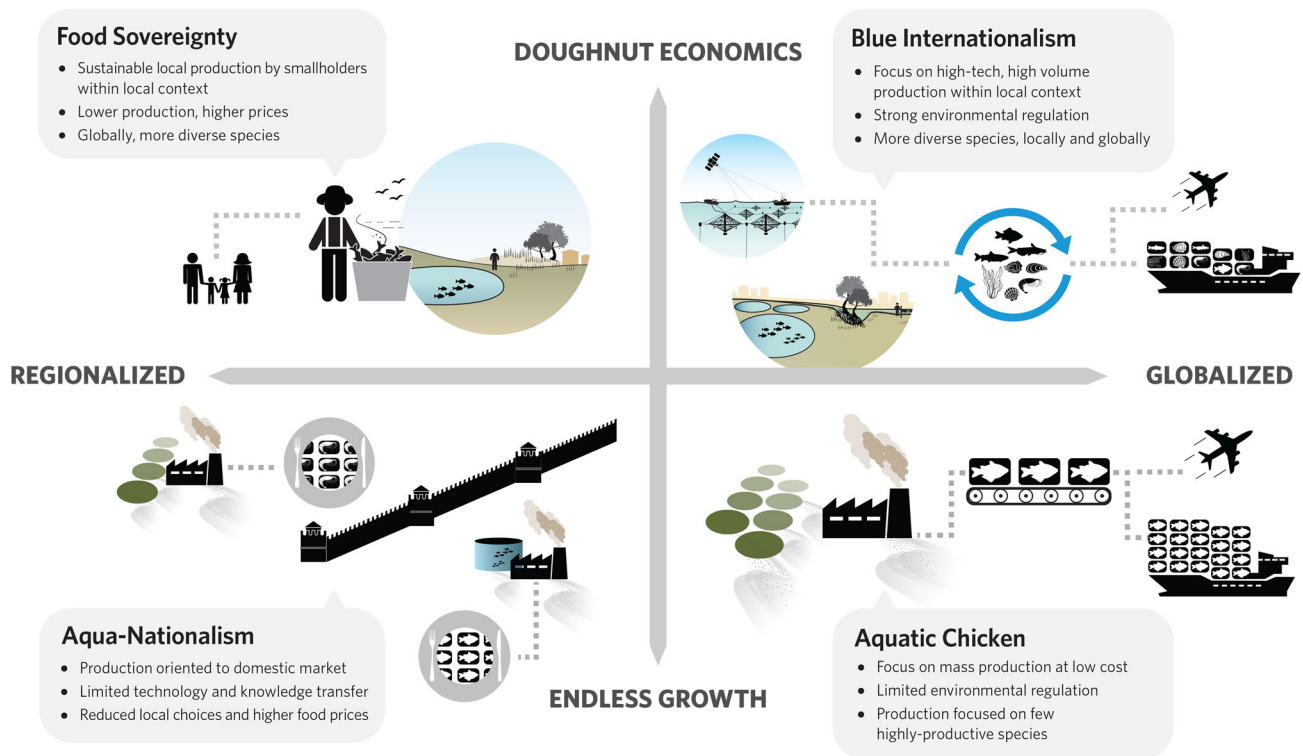 Food Sovereignty
• Sustainable local production by smallholders
within local context
• Lower production, higher prices
• Globally, more diverse species
DOUGHNUT ECONOMICS
Blue Internationalism
• Focus on high-tech, high volume
production within local context
• Strong environmental regulation
• More diverse species, locally and globally
REGIONALIZED
GLOBALIZED
Aqua-Nationalism
• Production oriented to domestic market
• Limited technology and knowledge transfer
• Reduced local choices and higher food prices
ENDLESS GROWTH
Aquatic Chicken
• Focus on mass production at low cost
• Limited environmental regulation
• Production focused on few
highly-productive species